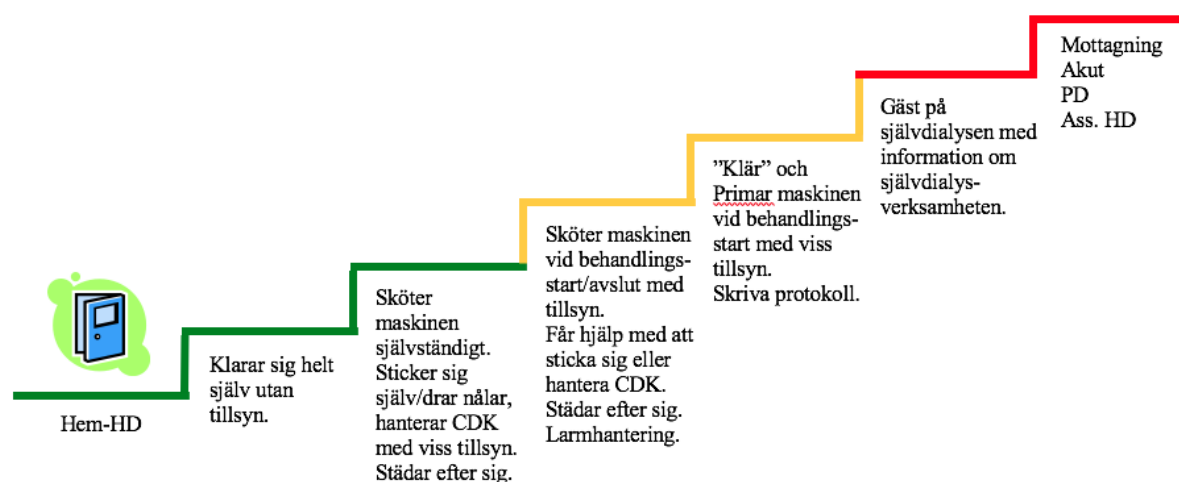 Hem-HD
Klarar sig helt
själv utan
tillsyn.
Sköter
maskinen
självständigt.
Sticker sig
själv/drar nålar,
hanterar CDK
med viss tillsyn.
Städar efter sig.
Sköter maskinen
vid behandlings-
start/avslut med
tillsyn.
Får hjälp med att
sticka sig eller
hantera CDK.
Städar efter sig.
Larmhantering.
”Klär” och
Primar maskinen
vid behandlings-
start med viss
tillsyn.
Skriva protokoll.
Gäst på
självdialysen med
information om
självdialys-
verksamheten.
Mottagning
Akut
PD
Ass. HD